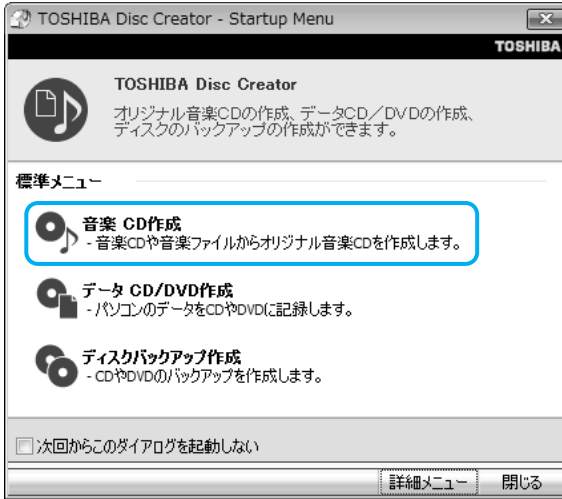 TOSHIBA Disc Creator - Startup Menu
TOSHIBA
TOSHIBA Disc Creator
オリジナル音楽CDの作成、データCD／DVDの作成、
ディスクのバックアップの作成ができます。
標準メニュー
音楽 CD作成
- 音楽CDや音楽ファイルからオリジナル音楽CDを作成します。
データ CD/DVD作成
- パソコンのデータをCDやDVDに記録します。
ディスクバックアップ作成
- CDやDVDのバックアップを作成します。
次回からこのダイアログを起動しない
詳細メニュー 閉じる